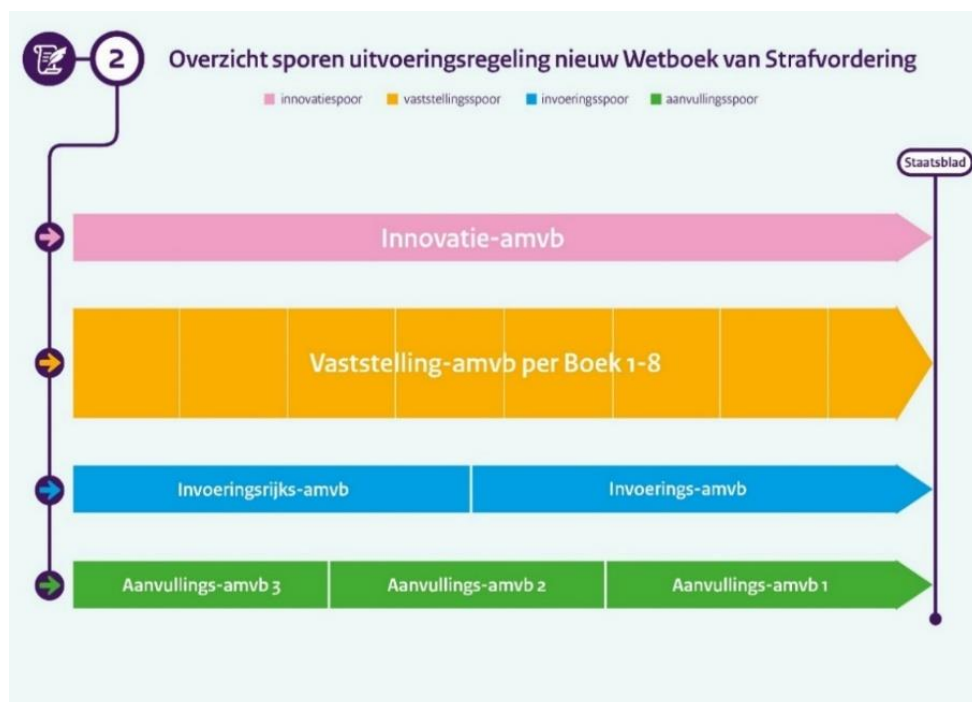 2
Overzicht sporen uitvoeringsregeling nieuw Wetboek van Strafvordering
innovatiespoor vaststellingsspoor invoeringsspoor aanvullingsspoor
Staatsblad
Innovatie-amvb
Vaststelling-amvb per Boek 1-8
Invoeringsrijks-amvb Invoerings-amvb
Aanvullings-amvb 3 Aanvullings-amvb 2 Aanvullings-amvb 1